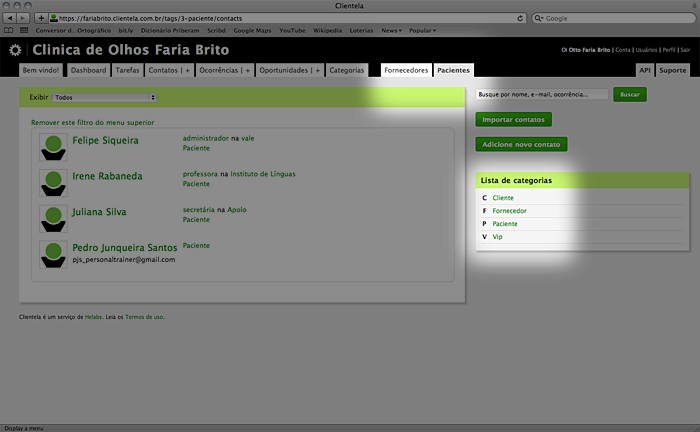 Clientela
https://fariabrito.clientela.com.br/tags/3-paciente/contacts
Google
Conversor d...Ortográfico bit.ly Dicionário Priberam Scribd Google Maps YouTube Wikipedia Loterias News Popular
Clinica de Olhos Faria Brito
Oi Otto Faria Brito | Conta | Usuários | Perfil | Sair
Bem vindo! Dashboard Tarefas Contatos | + Ocorrências | + Oportunidades | + Categorias Fornecedores Pacientes API Suporte
Exibir Todos
Busque por nome, e-mail, ocorrência... Buscar
Remover este filtro do menu superior
Importar contatos
Felipe Siqueira
administrador na vale
Paciente
Adicione novo contato
Irene Rabaneda
professora na Instituto de Línguas
Paciente
Lista de categorias
C Cliente
F Fornecedor
P Paciente
V Vip
Juliana Silva
secretária na Apolo
Paciente
Pedro Junqueira Santos
Paciente
pjs_personaltrainer@gmail.com
Clientela é um serviço de Helabs. Leia os Termos de uso.
Display a menu